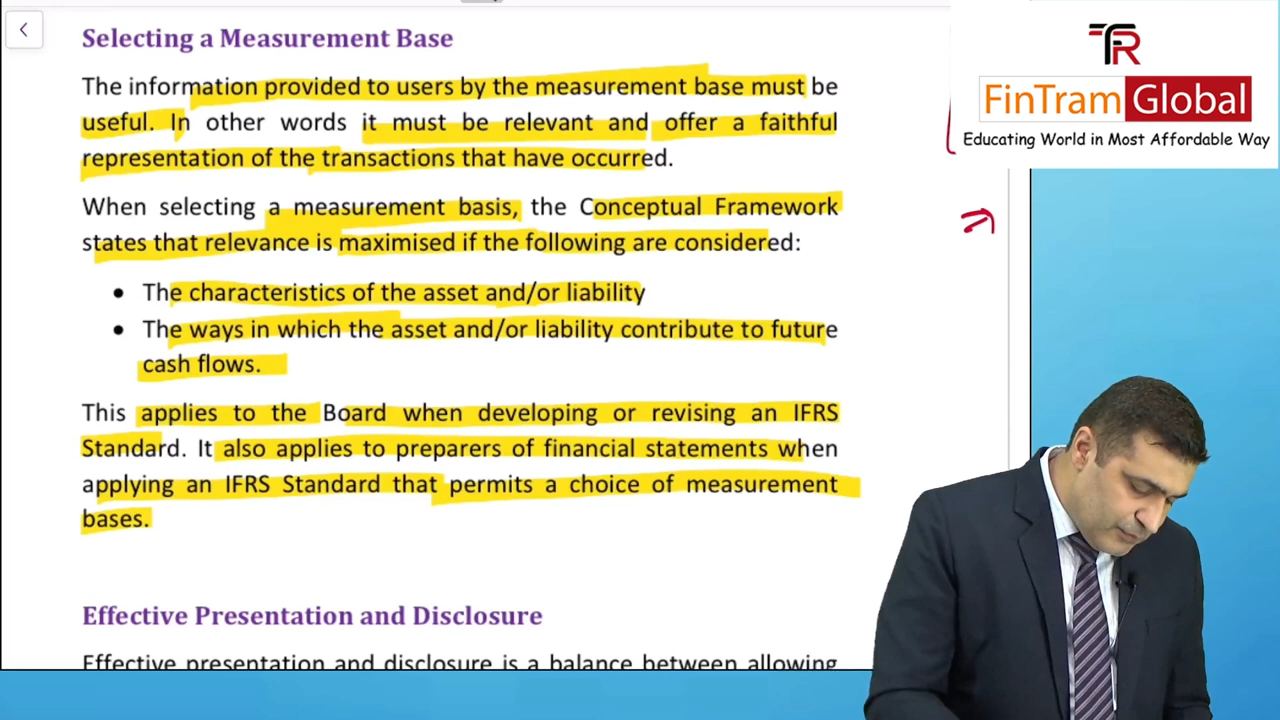 Selecting a Measurement Base
The information provided to users by the measurement base must be
useful. In other words it must be relevant and offer a faithful
representation of the transactions that have occurred.
When selecting a measurement basis, the Conceptual Framework
states that relevance is maximised if the following are considered:
• The characteristics of the asset and/or liability
• The ways in which the asset and/or liability contribute to future
cash flows.
This applies to the Board when developing or revising an IFRS
Standard. It also applies to preparers of financial statements when
applying an IFRS Standard that permits a choice of measurement
bases.
Effective Presentation and Disclosure
Effective presentation and disclosure is a balance between allowing
FinTram Global
Educating World in Most Affordable Way